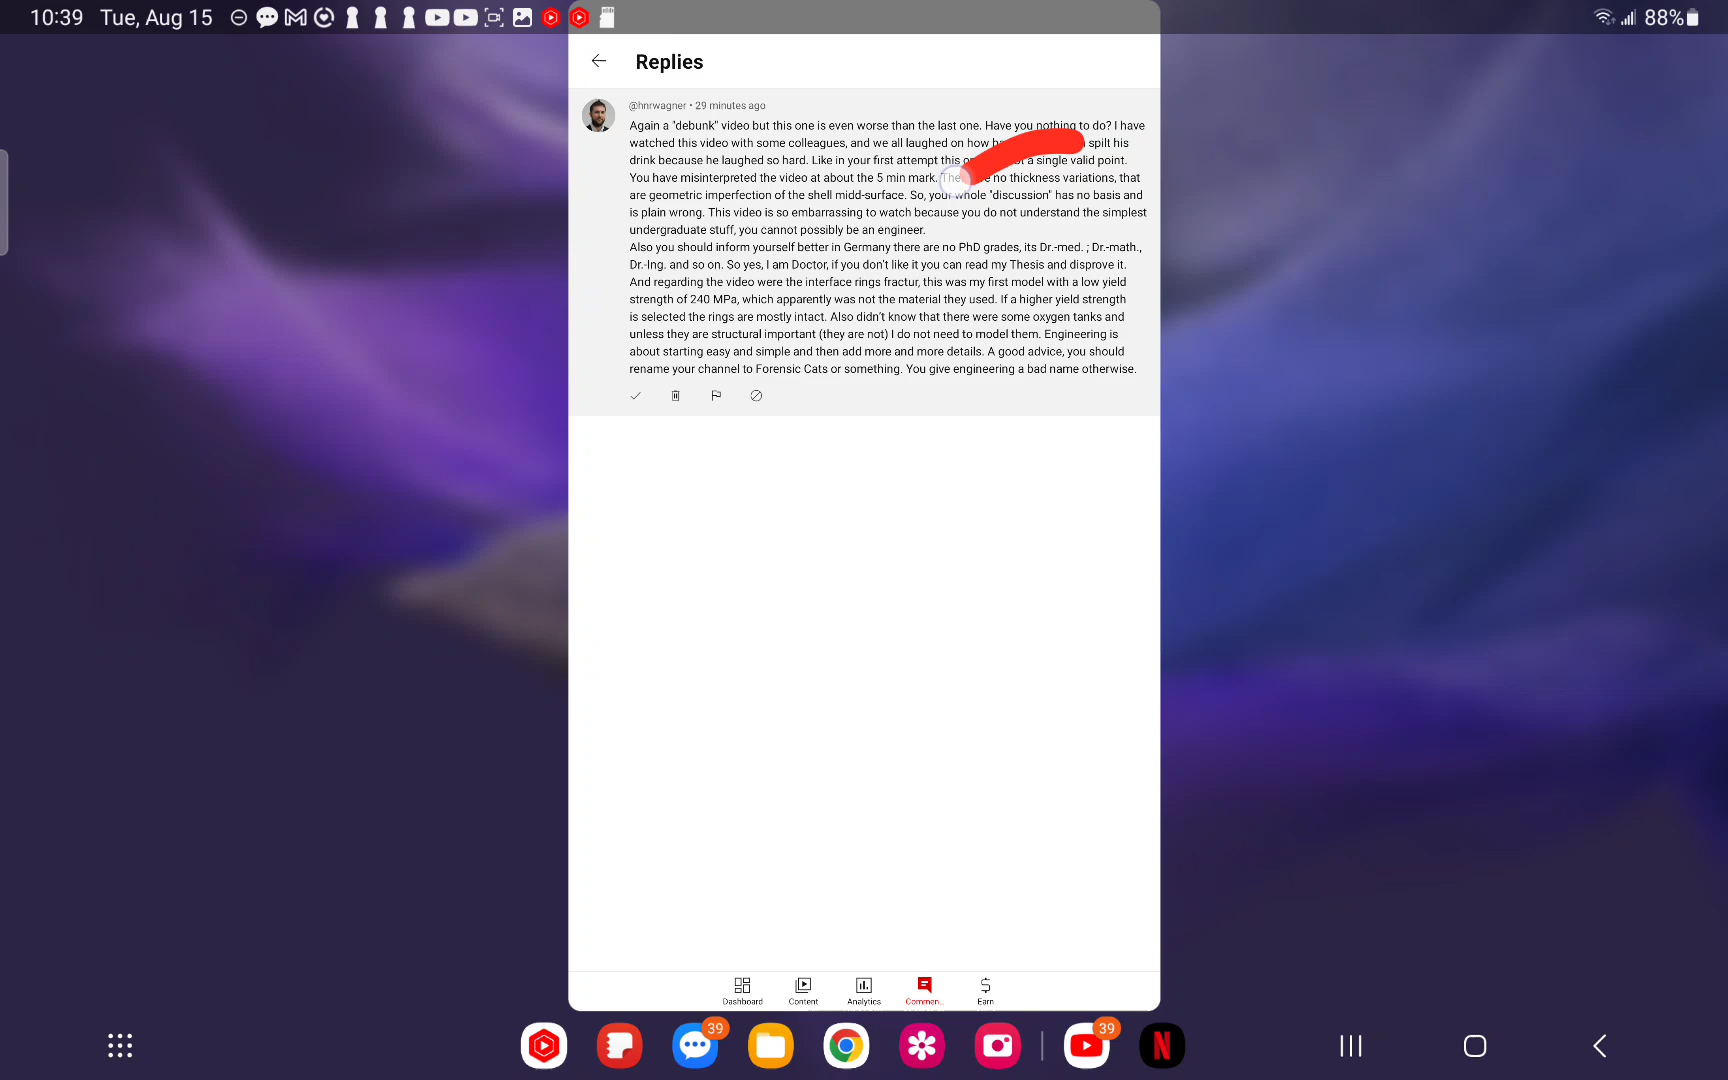 10:39 Tue, Aug 15
88%
Replies
@hnrwagner • 29 minutes ago
Again a "debunk" video but this one is even worse than the last one. Have you nothing to do? I have
watched this video with some colleagues, and we all laughed on how spilt his
drink because he laughed so hard. Like in your first attempt this a single valid point.
You have misinterpreted the video at about the 5 min mark. no thickness variations, that
are geometric imperfection of the shell midd-surface. So, your whole "discussion" has no basis and
is plain wrong. This video is so embarrassing to watch because you do not understand the simplest
undergraduate stuff, you cannot possibly be an engineer.
Also you should inform yourself better in Germany there are no PhD grades, its Dr.-med. ; Dr.-math.,
Dr.-Ing. and so on. So yes, I am Doctor, if you don't like it you can read my Thesis and disprove it.
And regarding the video were the interface rings fractur, this was my first model with a low yield
strength of 240 MPa, which apparently was not the material they used. If a higher yield strength
is selected the rings are mostly intact. Also didn't know that there were some oxygen tanks and
unless they are structural important (they are not) I do not need to model them. Engineering is
about starting easy and simple and then add more and more details. A good advice, you should
rename your channel to Forensic Cats or something. You give engineering a bad name otherwise.
Dashboard Content Analytics Commen... Earn
39 39
N